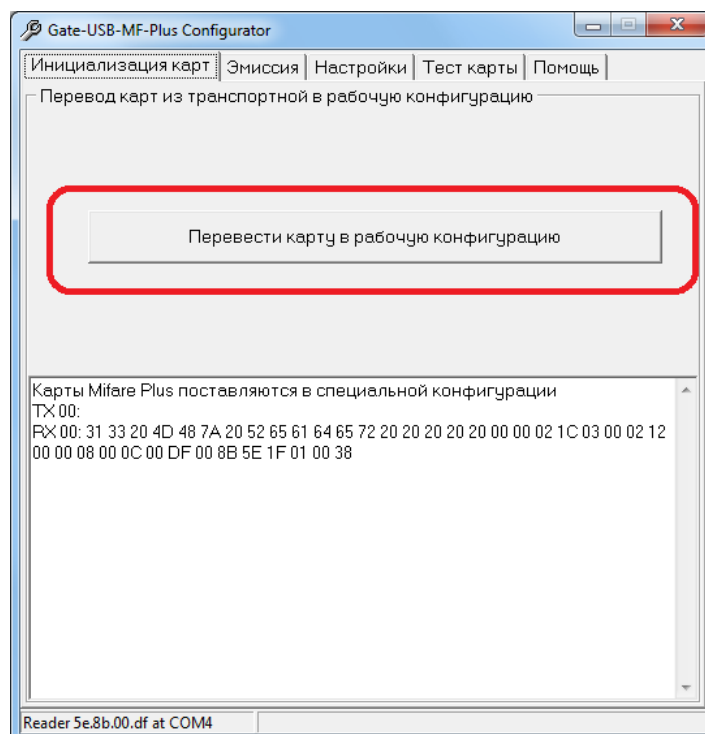 Gate-USB-MF-Plus Configurator
Инициализация карт Эмиссия Настройки Тест карты Помощь
Перевод карт из транспортной в рабочую конфигурацию
Перевести карту в рабочую конфигурацию
Карты Mifare Plus поставляются в специальной конфигурации
TX 00:
RX 00: 31 33 20 4D 48 7A 20 52 65 61 64 65 72 20 20 20 20 20 00 00 02 1C 03 00 02 12
00 00 08 00 0C 00 DF 00 8B 5E 1F 01 00 38
Reader 5e.8b.00.df at COM4